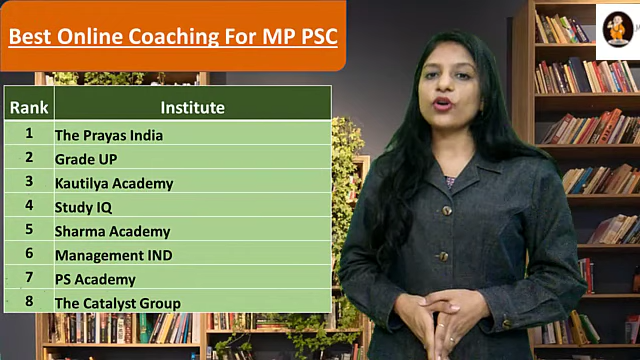 Best Online Coaching For MP PSC
Rank Institute
1 The Prayas India
2 Grade UP
3 Kautilya Academy
4 Study IQ
5 Sharma Academy
6 Management IND
7 PS Academy
8 The Catalyst Group